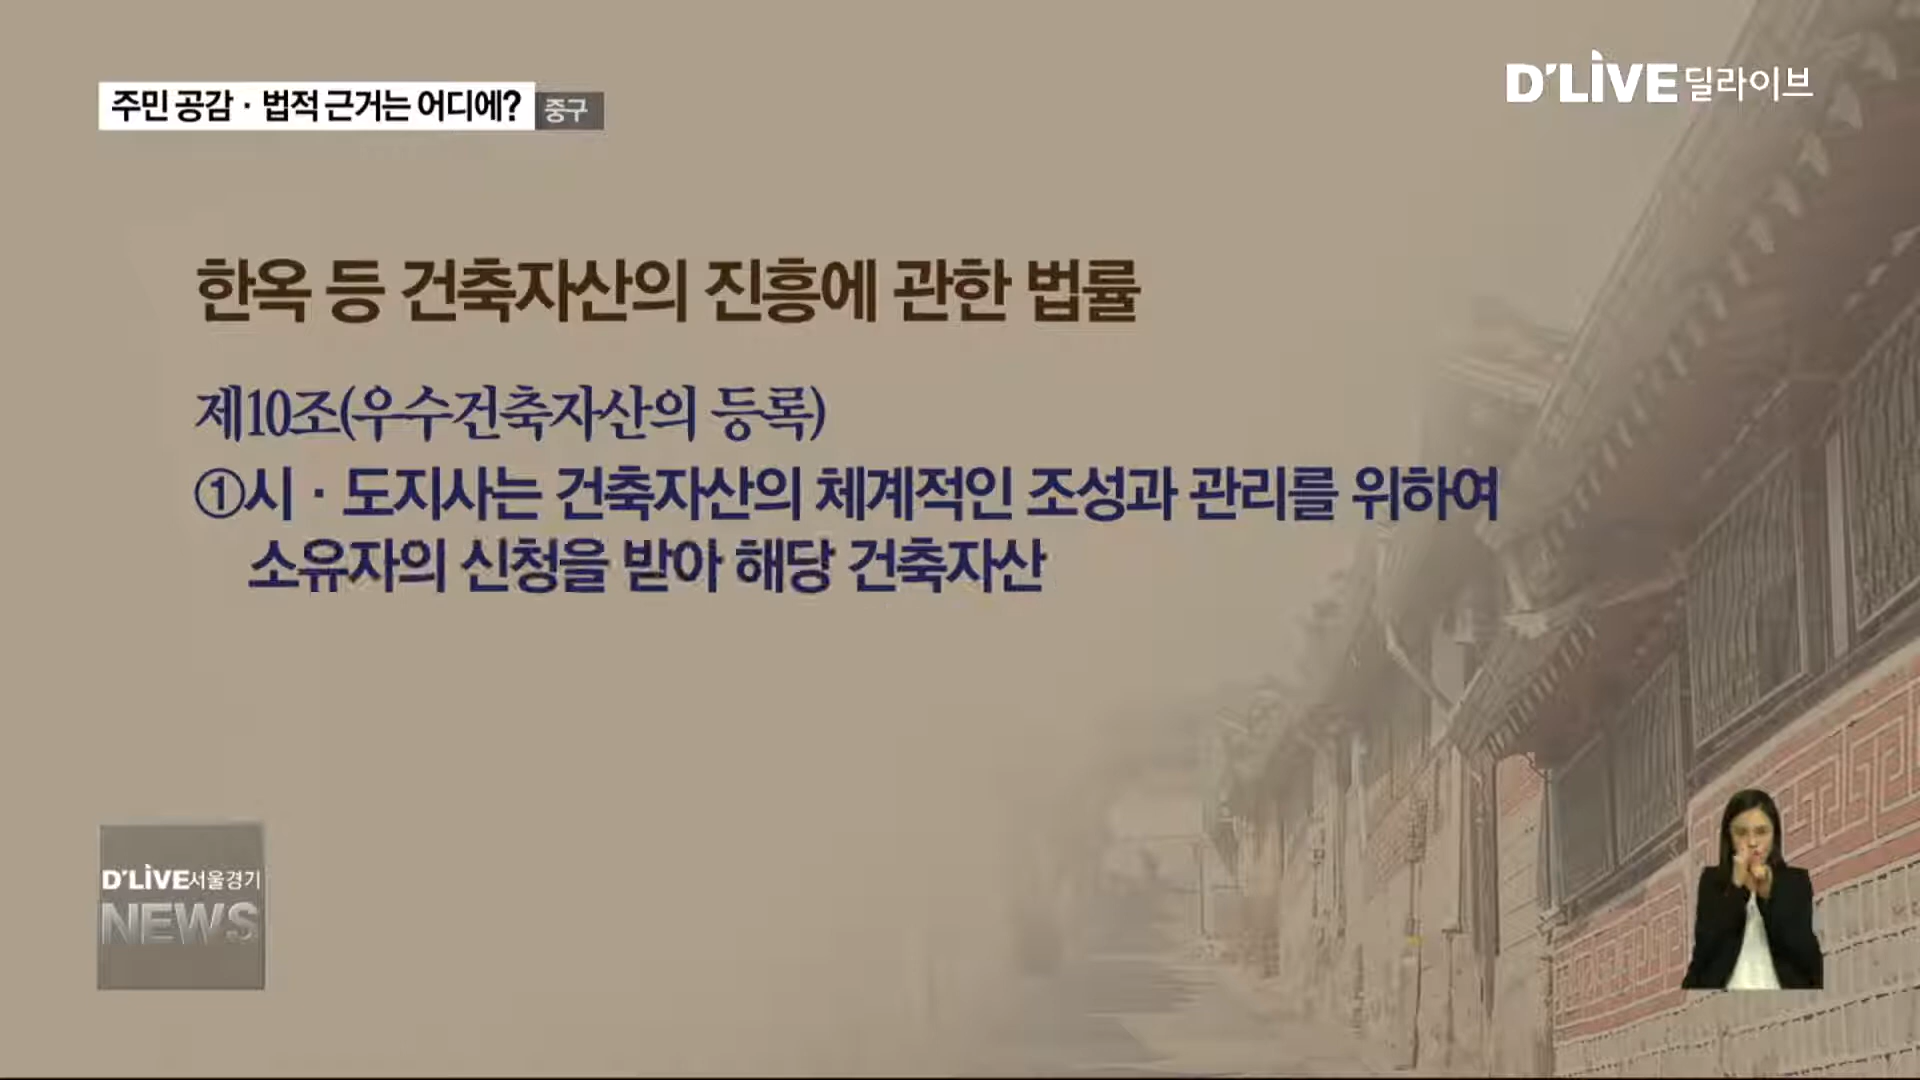 주민 공감 · 법적 근거는 어디에?
중구
D'LiVE 딜라이브
한옥 등 건축자산의 진흥에 관한 법률
제10조(우수건축자산의 등록)
①시 · 도지사는 건축자산의 체계적인 조성과 관리를 위하여
소유자의 신청을 받아 해당 건축자산
D'LiVE서울경기
NEWS